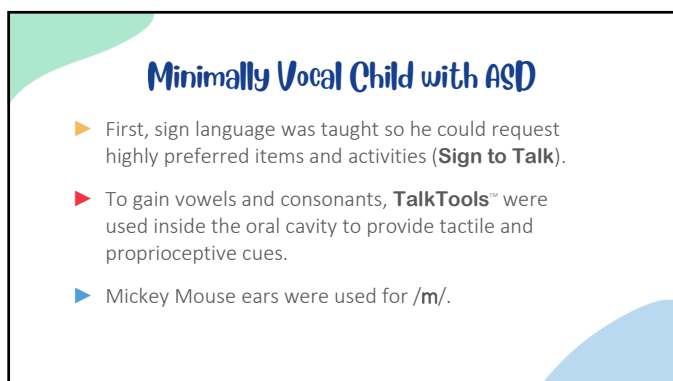 Minimally Vocal Child with ASD
► First, sign language was taught so he could request
highly preferred items and activities (Sign to Talk).
► To gain vowels and consonants, TalkTools™ were
used inside the oral cavity to provide tactile and
proprioceptive cues.
► Mickey Mouse ears were used for /m/.